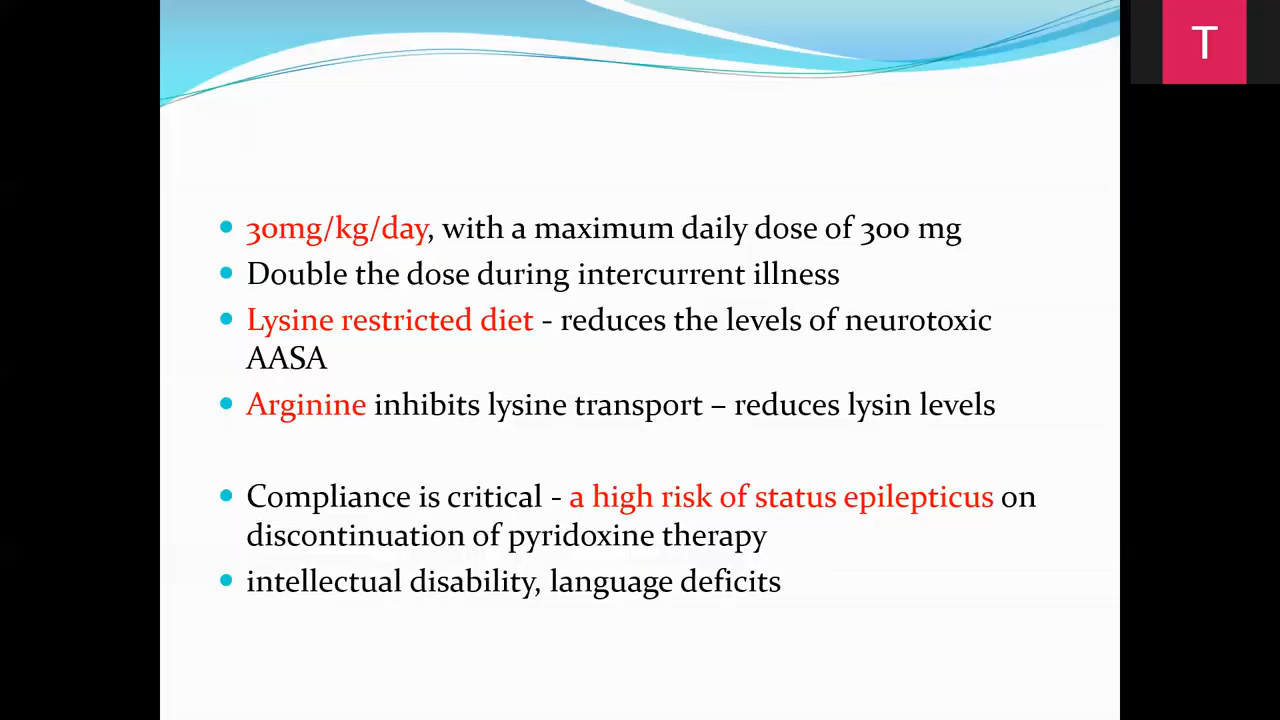 T
30mg/kg/day, with a maximum daily dose of 300 mg
Double the dose during intercurrent illness
Lysine restricted diet - reduces the levels of neurotoxic
AASA
Arginine inhibits lysine transport – reduces lysin levels
Compliance is critical - a high risk of status epilepticus on
discontinuation of pyridoxine therapy
intellectual disability, language deficits